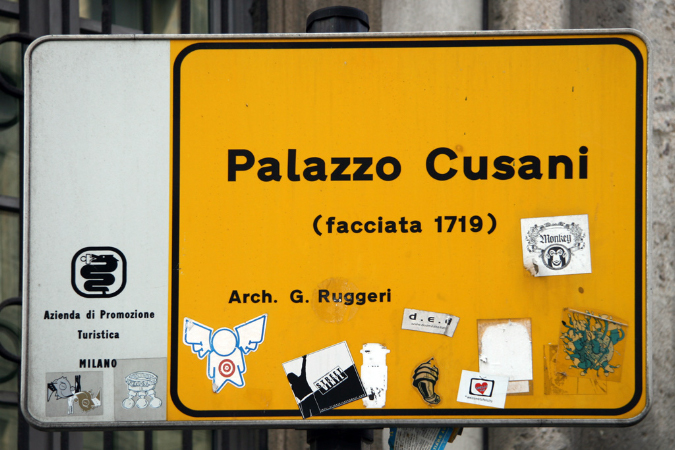 Palazzo Cusani
(facciata 1719)
Arch. G. Ruggeri
Azienda di Promozione
Turistica
MILANO
Monkey
d.e.d